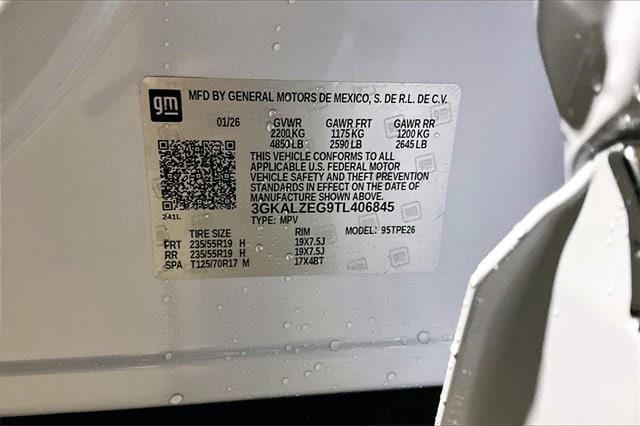 gm MFD BY GENERAL MOTORS DE MEXICO, S. DE R.L. DE C.V.
01/26 GVWR GAWR FRT GAWR RR
2200 KG 1175 KG 1200 KG
4850 LB 2590 LB 2645 LB
THIS VEHICLE CONFORMS TO ALL
APPLICABLE U.S. FEDERAL MOTOR
VEHICLE SAFETY AND THEFT PREVENTION
STANDARDS IN EFFECT ON THE DATE OF
MANUFACTURE SHOWN ABOVE.
3GKALZEG9TL406845
241L
TYPE: MPV
TIRE SIZE RIM MODEL: 95TPE26
FRT 235/55R19 H 19X7.5J
RR 235/55R19 H 19X7.5J
SPA T125/70R17 M 17X4BT